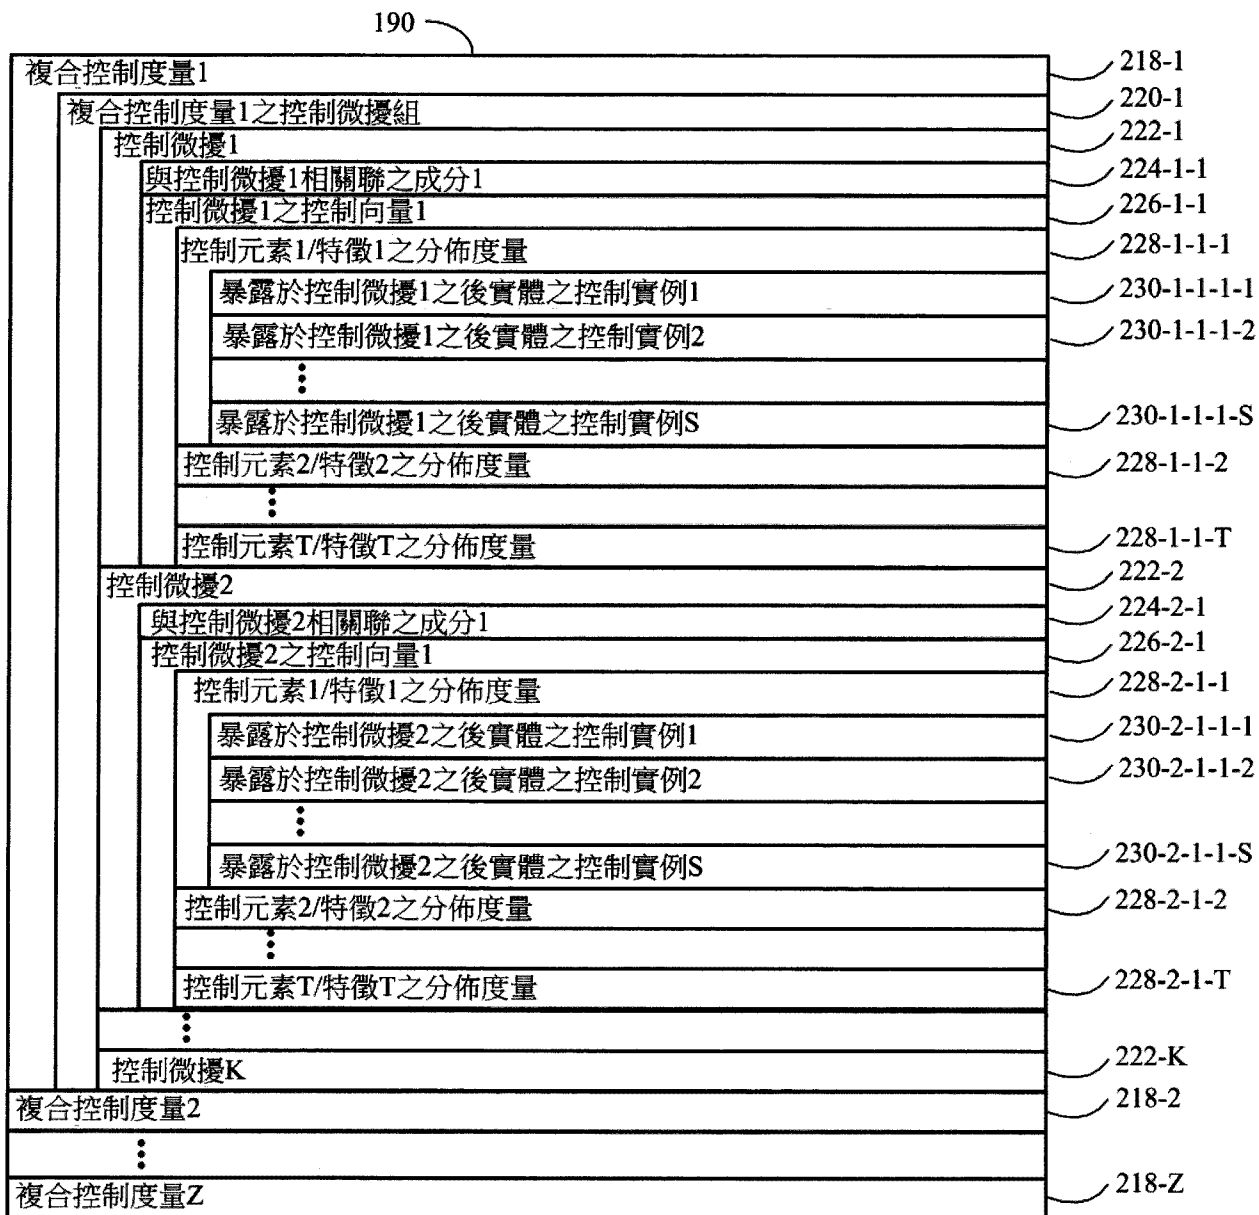 190
複合控制度量1 218-1
複合控制度量1之控制微擾組 220-1
控制微擾1 222-1
與控制微擾1相關聯之成分1 224-1-1
控制微擾1之控制向量1 226-1-1
控制元素1/特徵1之分佈度量 228-1-1-1
暴露於控制微擾1之後實體之控制實例1 230-1-1-1-1
暴露於控制微擾1之後實體之控制實例2 230-1-1-1-2
暴露於控制微擾1之後實體之控制實例S 230-1-1-1-S
控制元素2/特徵2之分佈度量 228-1-1-2
控制元素T/特徵T之分佈度量 228-1-1-T
控制微擾2 222-2
與控制微擾2相關聯之成分1 224-2-1
控制微擾2之控制向量1 226-2-1
控制元素1/特徵1之分佈度量 228-2-1-1
暴露於控制微擾2之後實體之控制實例1 230-2-1-1-1
暴露於控制微擾2之後實體之控制實例2 230-2-1-1-2
暴露於控制微擾2之後實體之控制實例S 230-2-1-1-S
控制元素2/特徵2之分佈度量 228-2-1-2
控制元素T/特徵T之分佈度量 228-2-1-T
控制微擾K 222-K
複合控制度量2 218-2
複合控制度量Z 218-Z